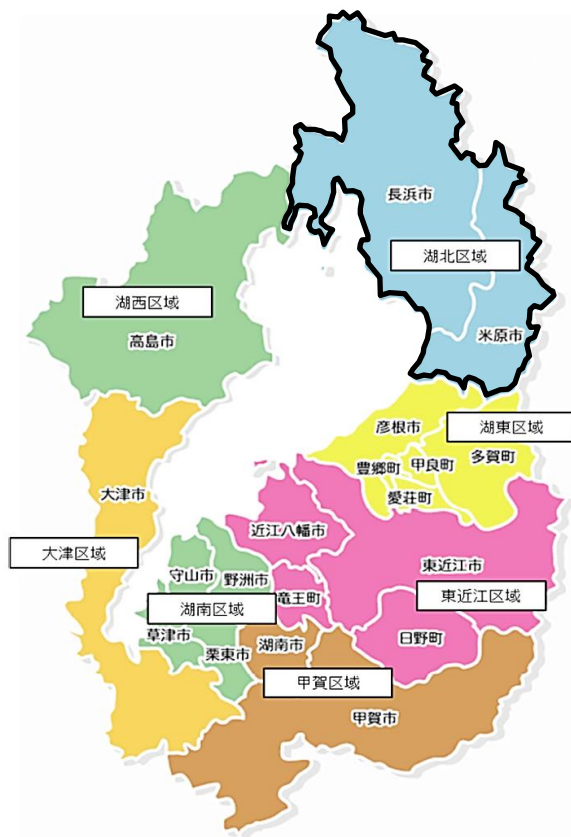 長浜市
湖北区域
湖西区域
高島市
米原市
彦根市
湖東区域
豊郷町
甲良町
多賀町
愛荘町
大津市
近江八幡市
大津区域
東近江市
守山市
野洲市
竜王町
湖南区域
東近江区域
草津市
湖南市
日野町
栗東市
甲賀区域
甲賀市